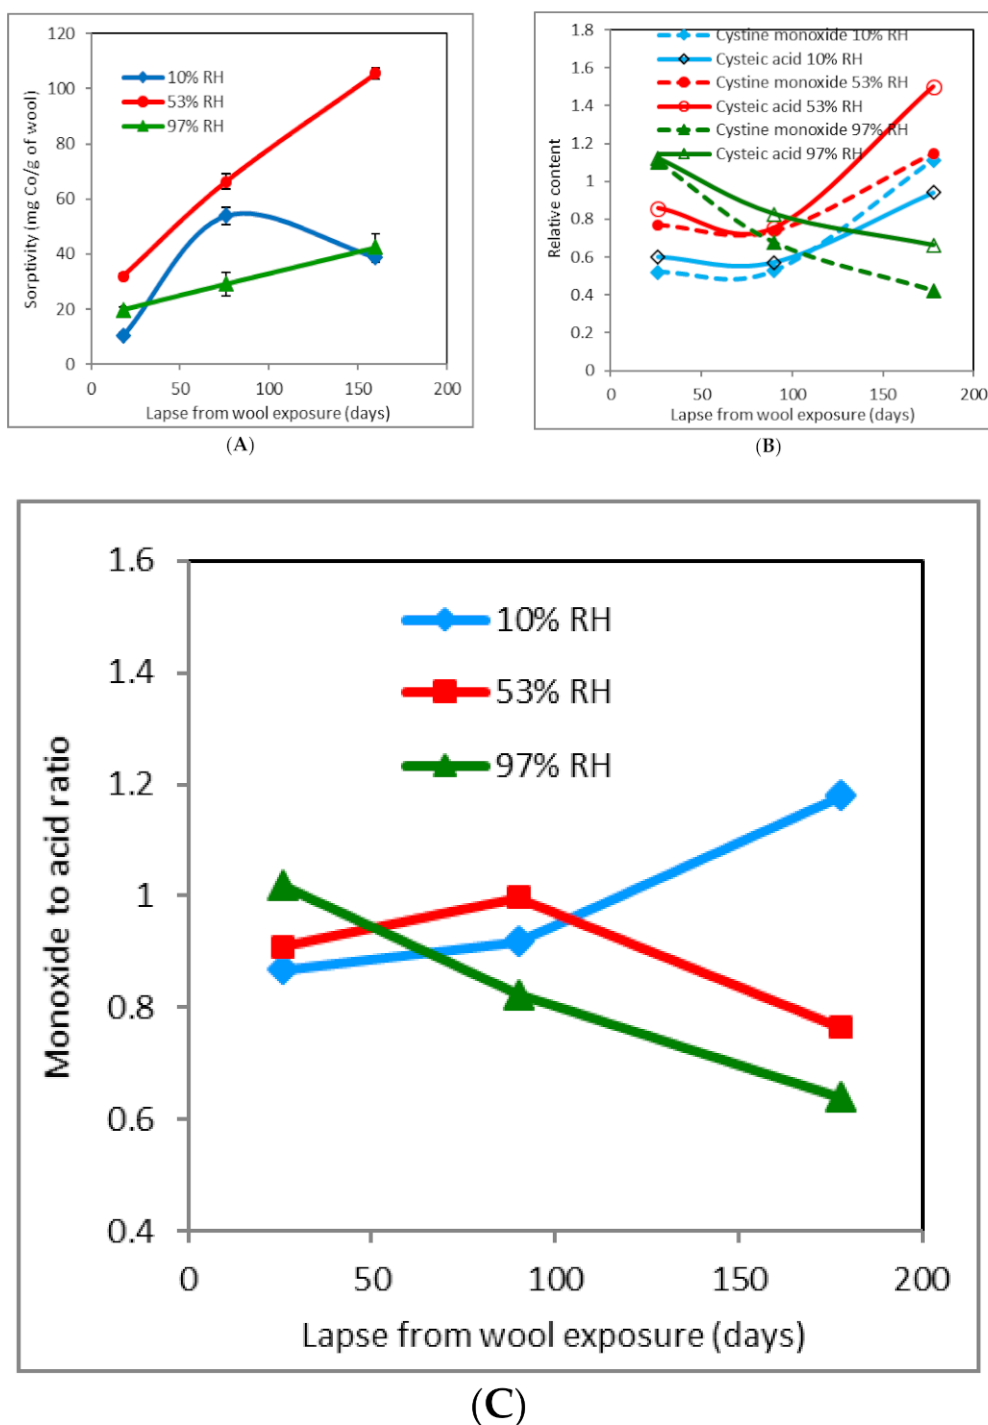 120
100
80
60
40
20
0
0 50 100 150 200
Sorptivity (mg Co/g of wool)
10% RH
53% RH
97% RH
Lapse from wool exposure (days)
(A)
1.8
1.6
1.4
1.2
1
0.8
0.6
0.4
0.2
0
0 50 100 150 200
Relative content
Cystine monoxide 10% RH
Cysteic acid 10% RH
Cystine monoxide 53% RH
Cysteic acid 53% RH
Cystine monoxide 97% RH
Cysteic acid 97% RH
Lapse from wool exposure (days)
(B)
1.6
1.4
1.2
1
0.8
0.6
0.4
0 50 100 150 200
Monoxide to acid ratio
10% RH
53% RH
97% RH
Lapse from wool exposure (days)
(C)